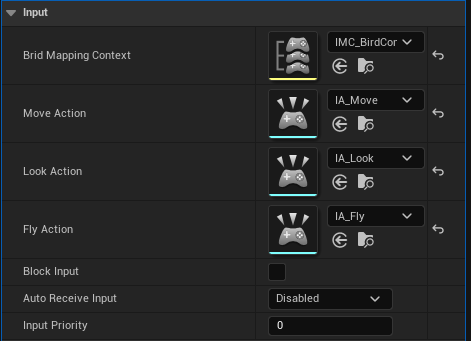 Input
Brid Mapping Context
IMC_BirdCor
Move Action
IA_Move
Look Action
IA_Look
Fly Action
IA_Fly
Block Input
Auto Receive Input
Disabled
Input Priority
0